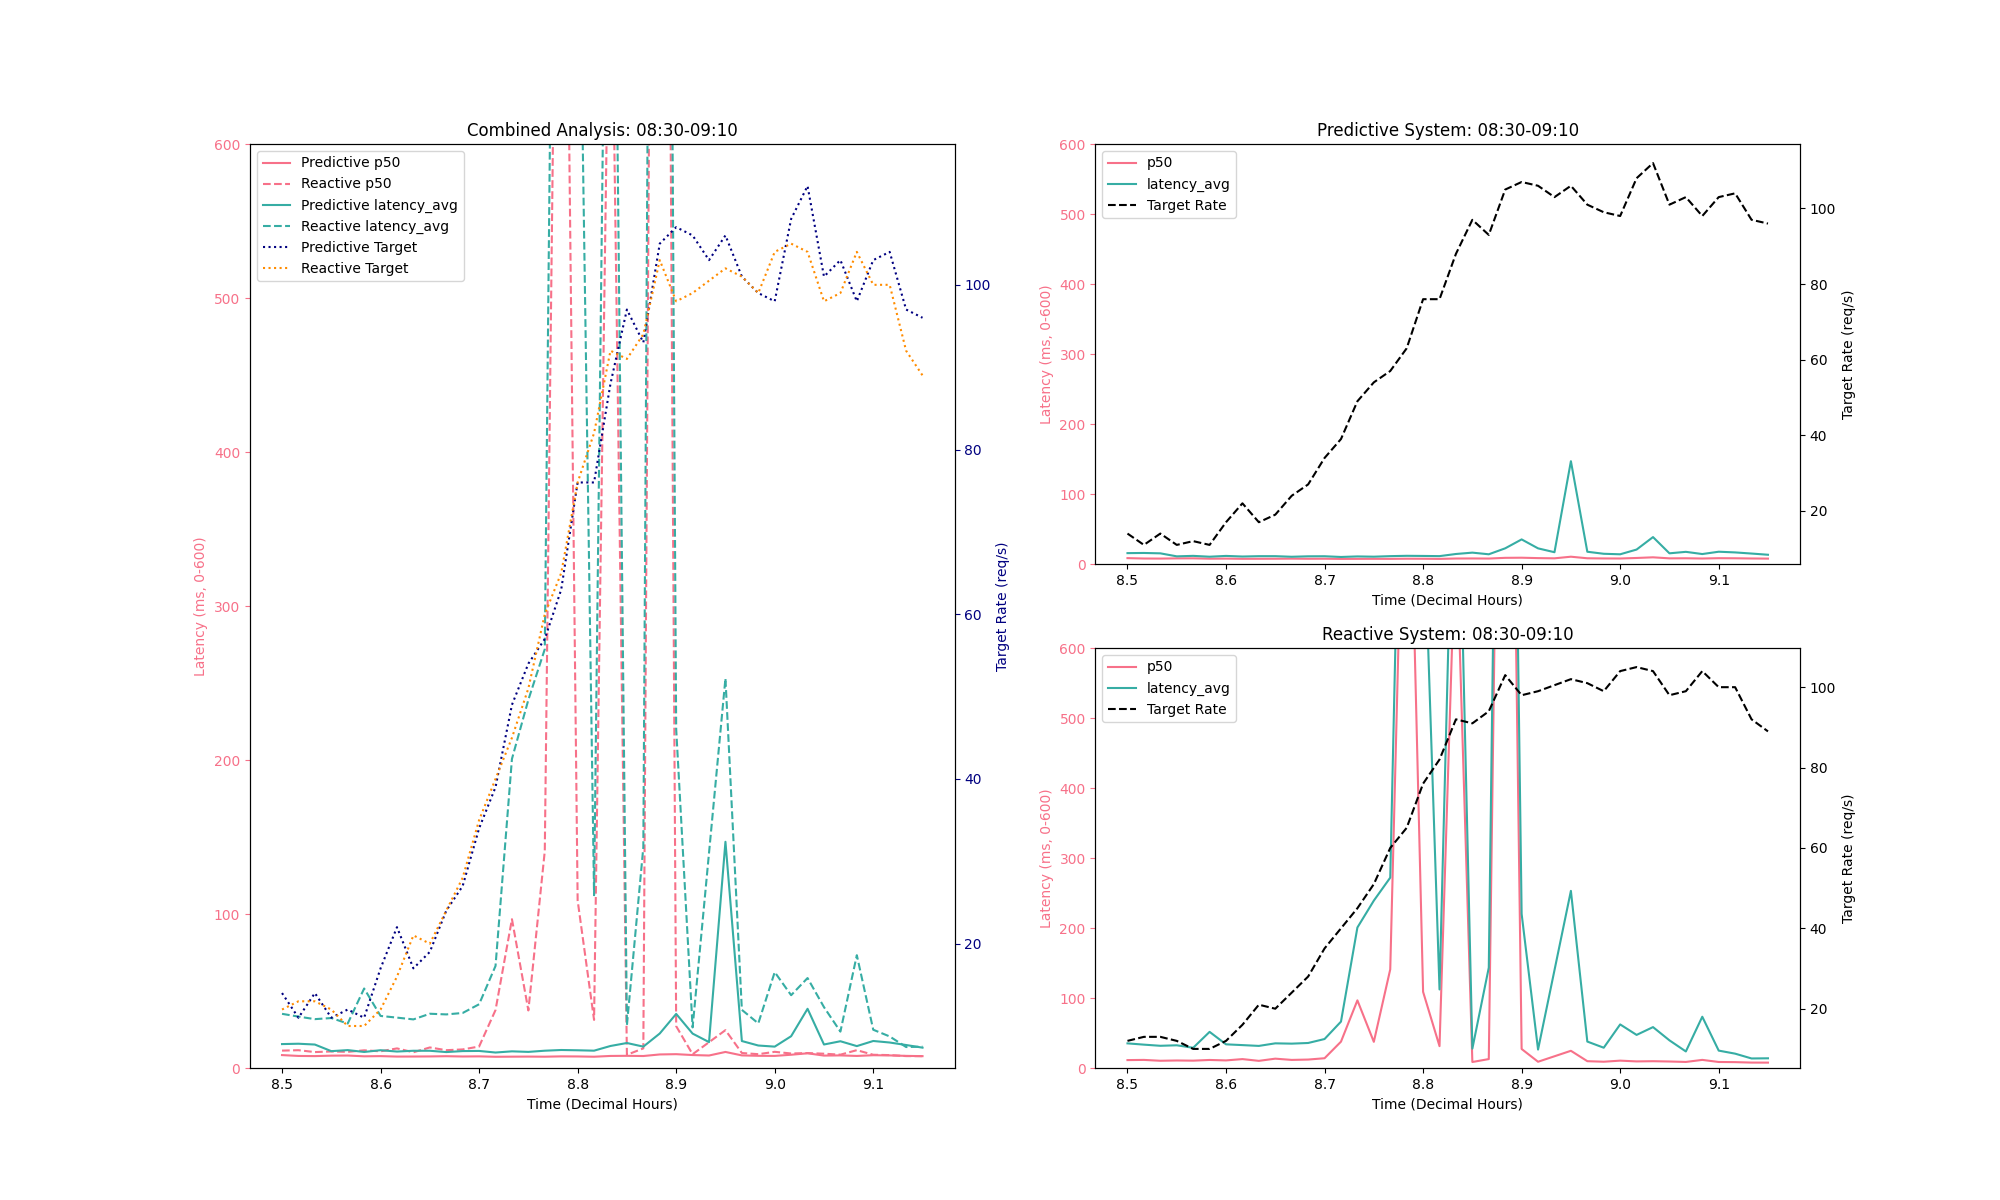 Combined Analysis: 08:30-09:10
Predictive p50
Reactive p50
Predictive latency_avg
Reactive latency_avg
Predictive Target
Reactive Target
600
500
400
300
200
100
0
Latency (ms, 0-600)
100
80
60
40
20
Target Rate (req/s)
8.5 8.6 8.7 8.8 8.9 9.0 9.1
Time (Decimal Hours)
Predictive System: 08:30-09:10
p50
latency_avg
Target Rate
600
500
400
300
200
100
0
Latency (ms, 0-600)
100
80
60
40
20
Target Rate (req/s)
8.5 8.6 8.7 8.8 8.9 9.0 9.1
Time (Decimal Hours)
Reactive System: 08:30-09:10
p50
latency_avg
Target Rate
600
500
400
300
200
100
0
Latency (ms, 0-600)
100
80
60
40
20
Target Rate (req/s)
8.5 8.6 8.7 8.8 8.9 9.0 9.1
Time (Decimal Hours)